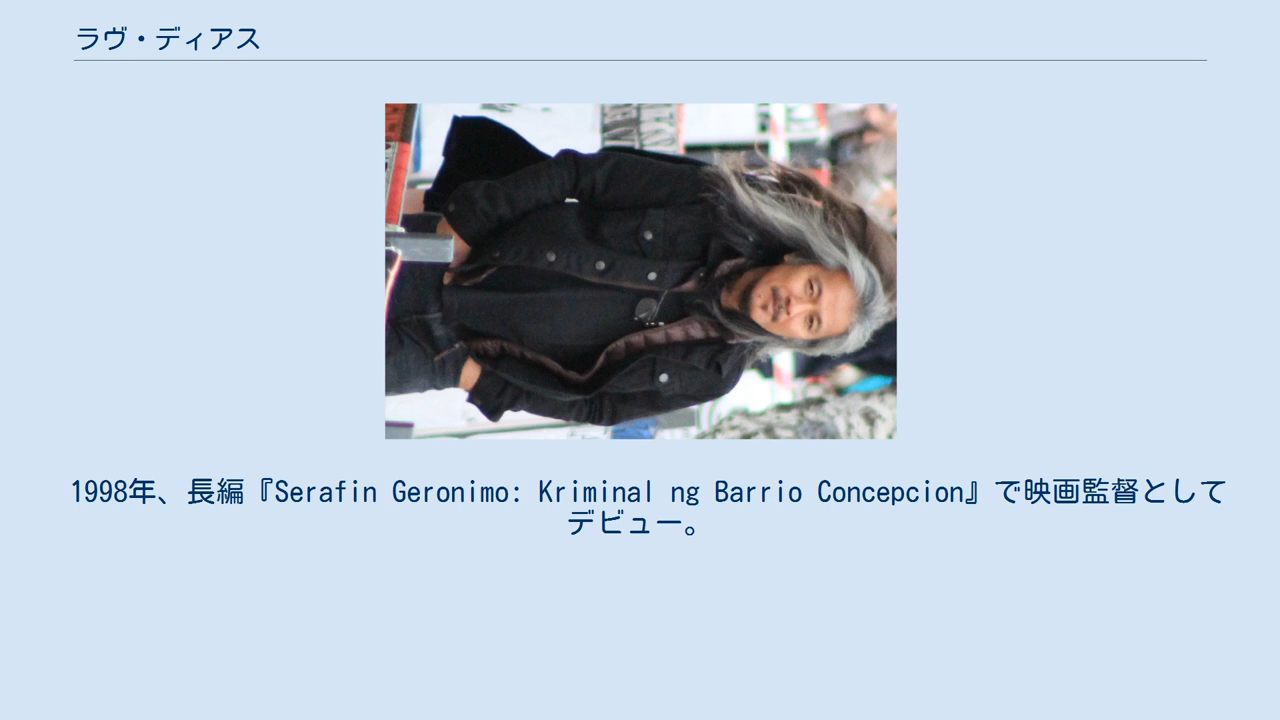 ラヴ・ディアス
1998年、長編『Serafin Geronimo: Kriminal ng Barrio Concepcion』で映画監督として
デビュー。